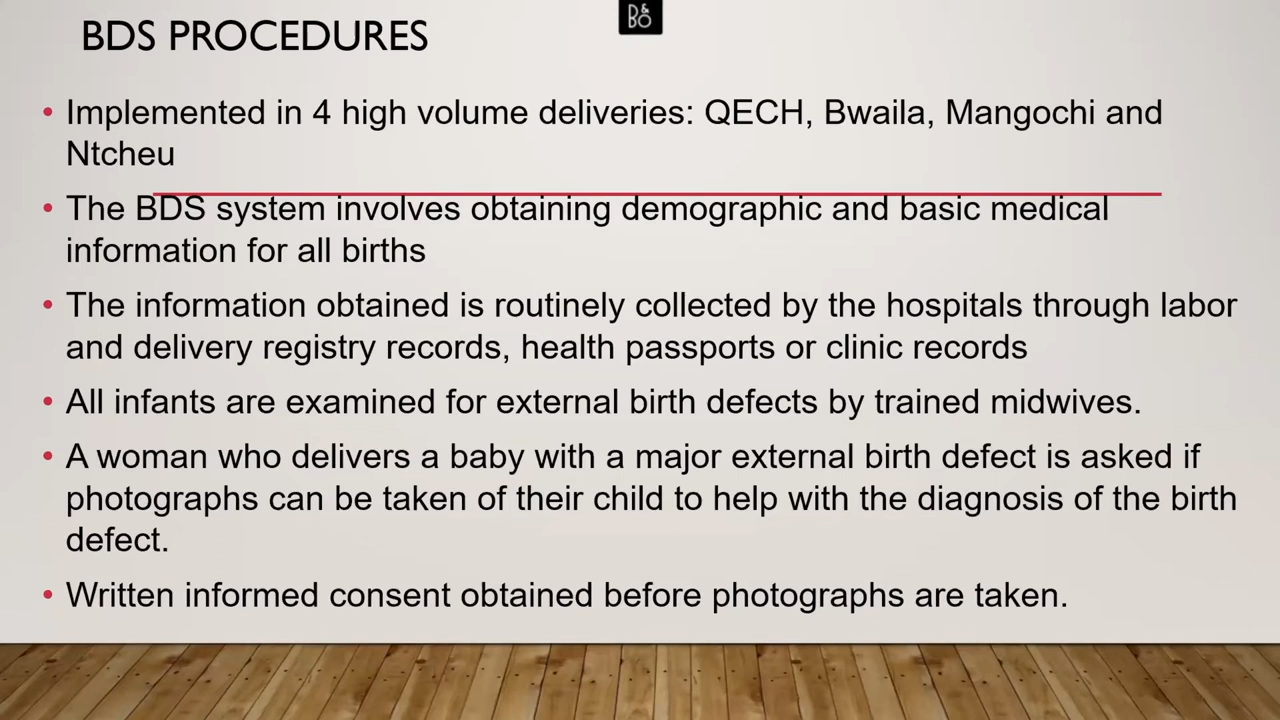 BDS PROCEDURES
B&O
• Implemented in 4 high volume deliveries: QECH, Bwaila, Mangochi and
Ntcheu
• The BDS system involves obtaining demographic and basic medical
information for all births
• The information obtained is routinely collected by the hospitals through labor
and delivery registry records, health passports or clinic records
• All infants are examined for external birth defects by trained midwives.
• A woman who delivers a baby with a major external birth defect is asked if
photographs can be taken of their child to help with the diagnosis of the birth
defect.
• Written informed consent obtained before photographs are taken.